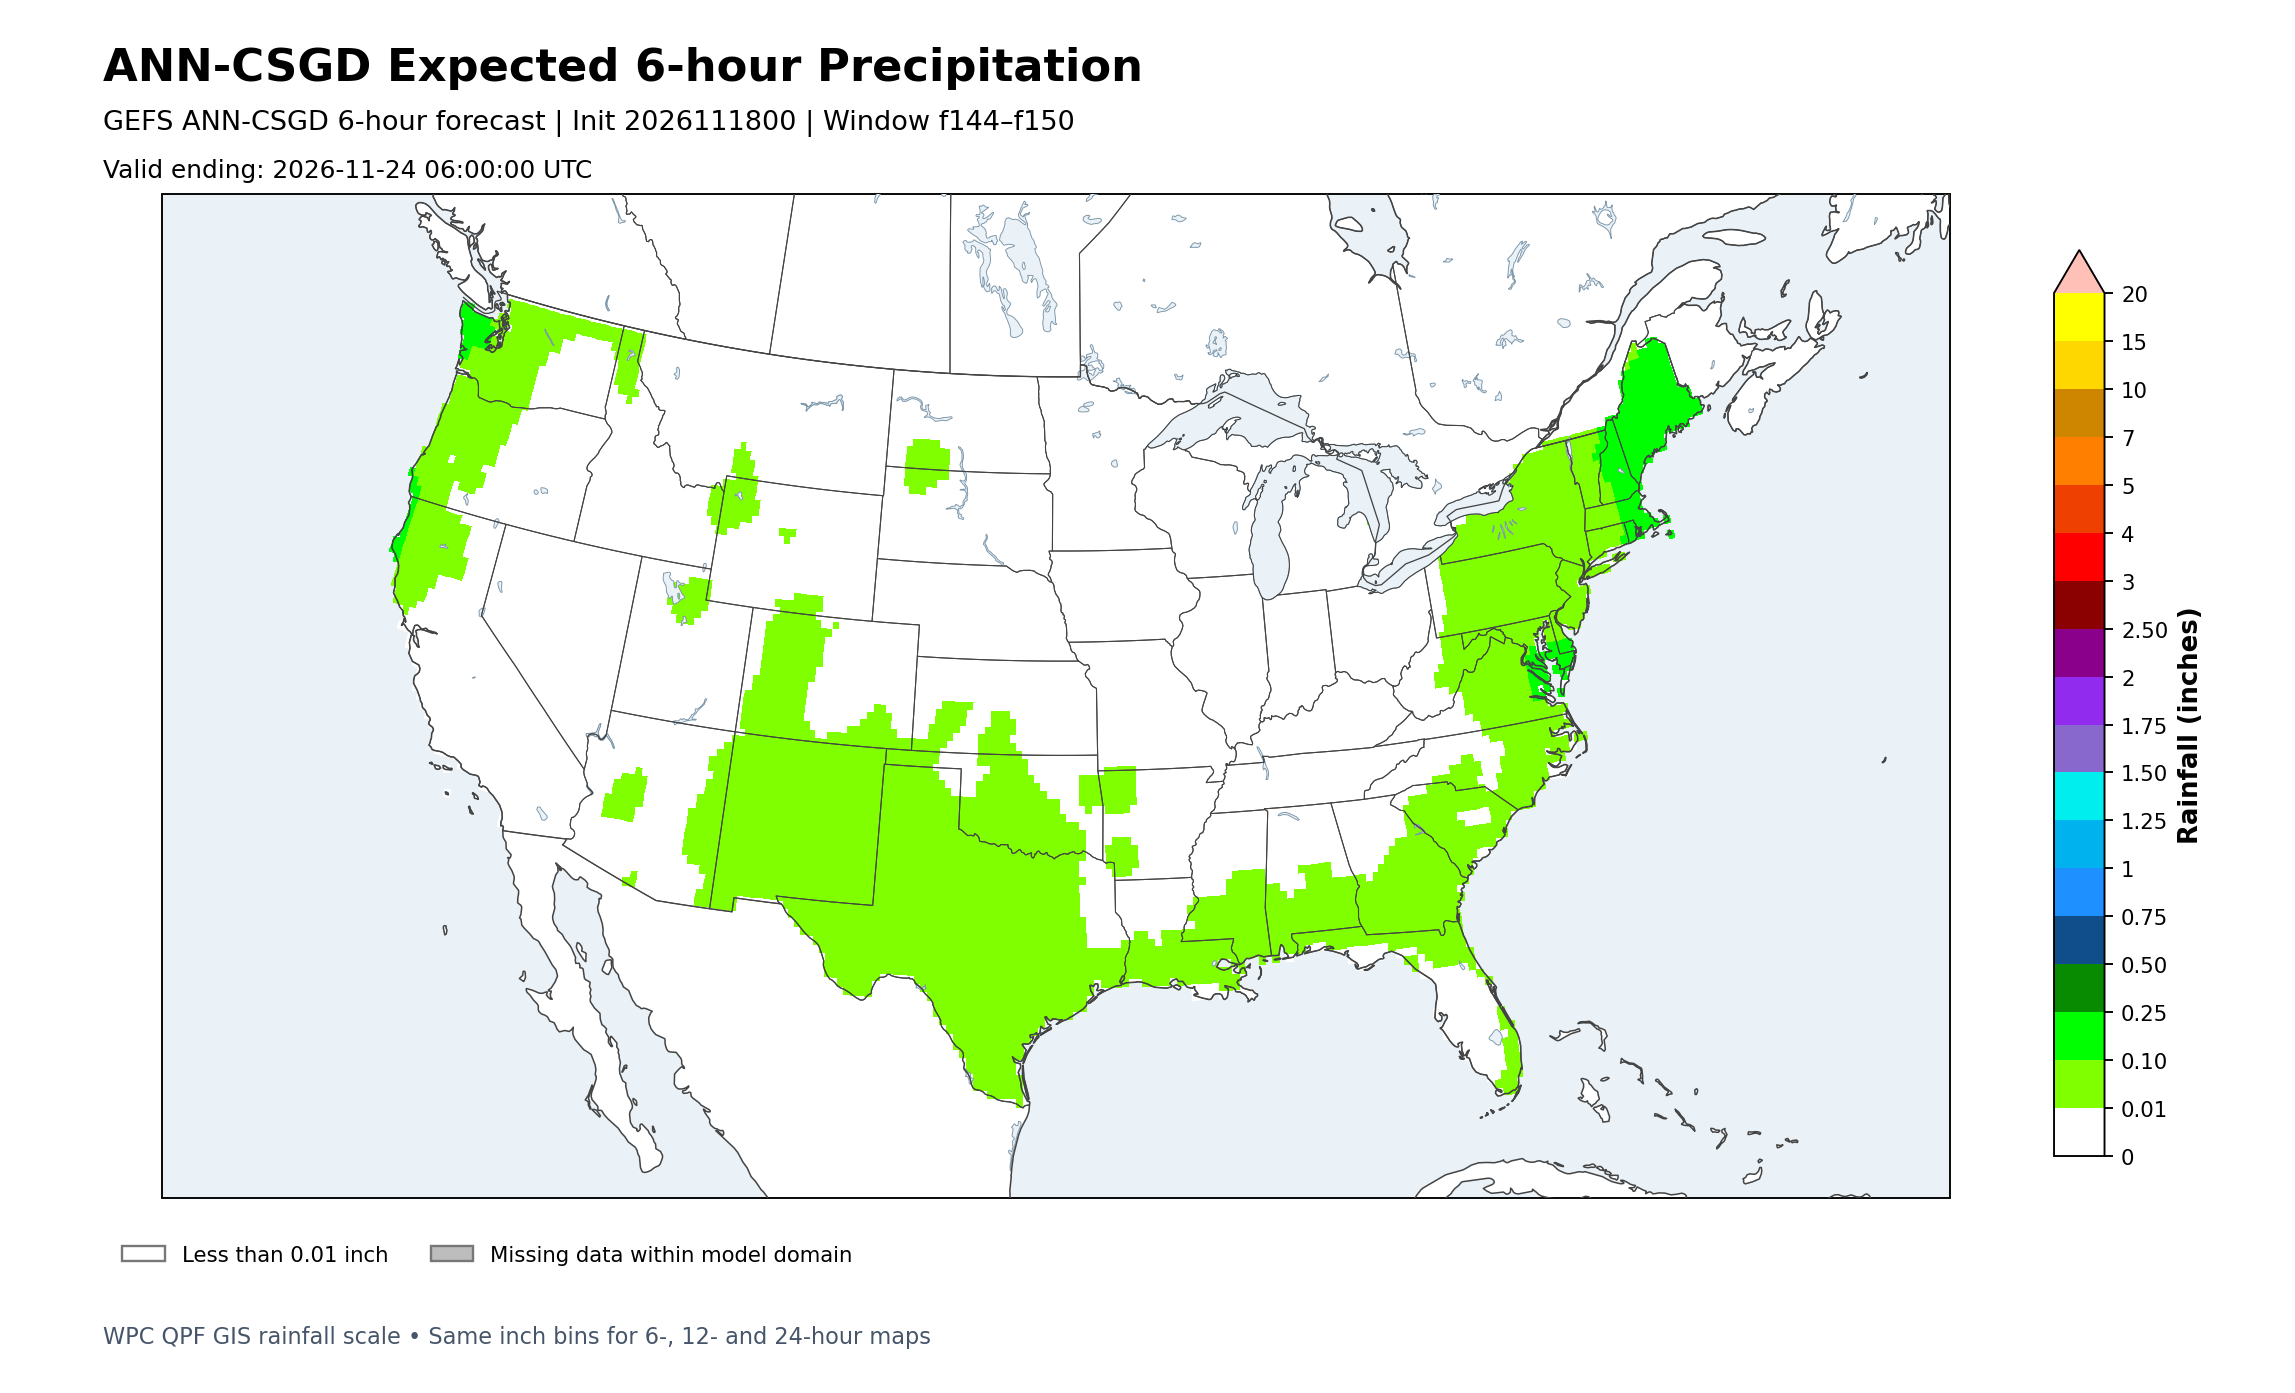 ANN-CSGD Expected 6-hour Precipitation
GEFS ANN-CSGD 6-hour forecast | Init 2026111800 | Window f144–f150
Valid ending: 2026-11-24 06:00:00 UTC
20
15
10
7
5
4
3
2.50
2
1.75
1.50
1.25
1
0.75
0.50
0.25
0.10
0.01
0
Rainfall (inches)
Less than 0.01 inch
Missing data within model domain
WPC QPF GIS rainfall scale • Same inch bins for 6-, 12- and 24-hour maps